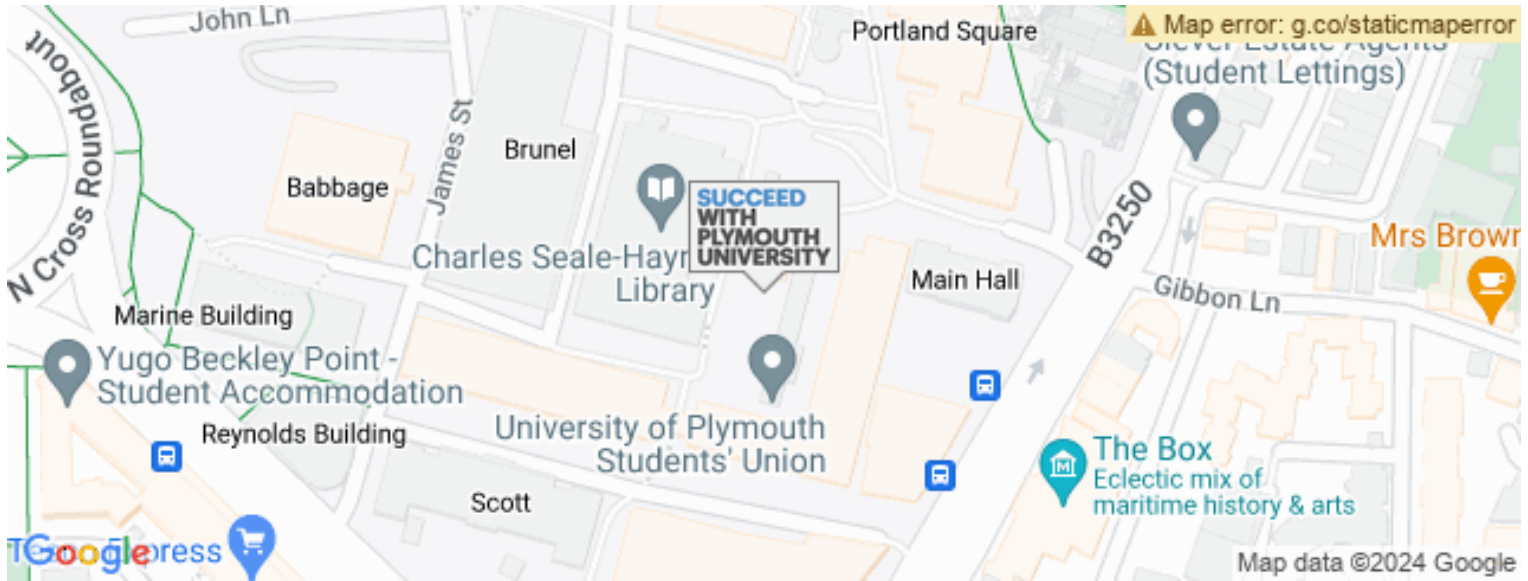 John Ln
Portland Square
Map error: g.co/staticmaperror
Clever Estate Agents
(Student Lettings)
N Cross Roundabout
James St
Brunel
Babbage
B3250
SUCCEED
WITH
PLYMOUTH
UNIVERSITY
Mrs Brown
Charles Seale-Hayn
Library
Main Hall
Gibbon Ln
Marine Building
Yugo Beckley Point -
Student Accommodation
Reynolds Building
University of Plymouth
Students' Union
The Box
Eclectic mix of
maritime history & arts
Scott
Google
Map data ©2024 Google